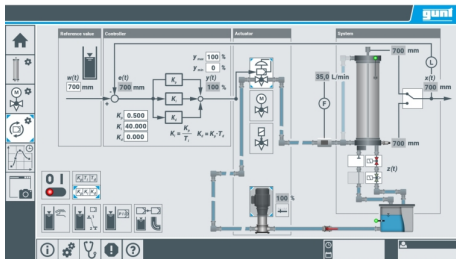 gunt
Reference value
Controller
Actuator
System
w(t)
700 mm
e(t)
700 mm
y max 100 %
y min 0 %
y(t)
100 %
Kp
Ki
Kd
Kp 0.500
Ki 40.000
Kd 0.000
Ki = Kp / Ti
Kd = Kp·Tv
M
M
35,0 L/min
F
700 mm
L
x(t)
700 mm
700 mm
z(t)
100 %
0 I